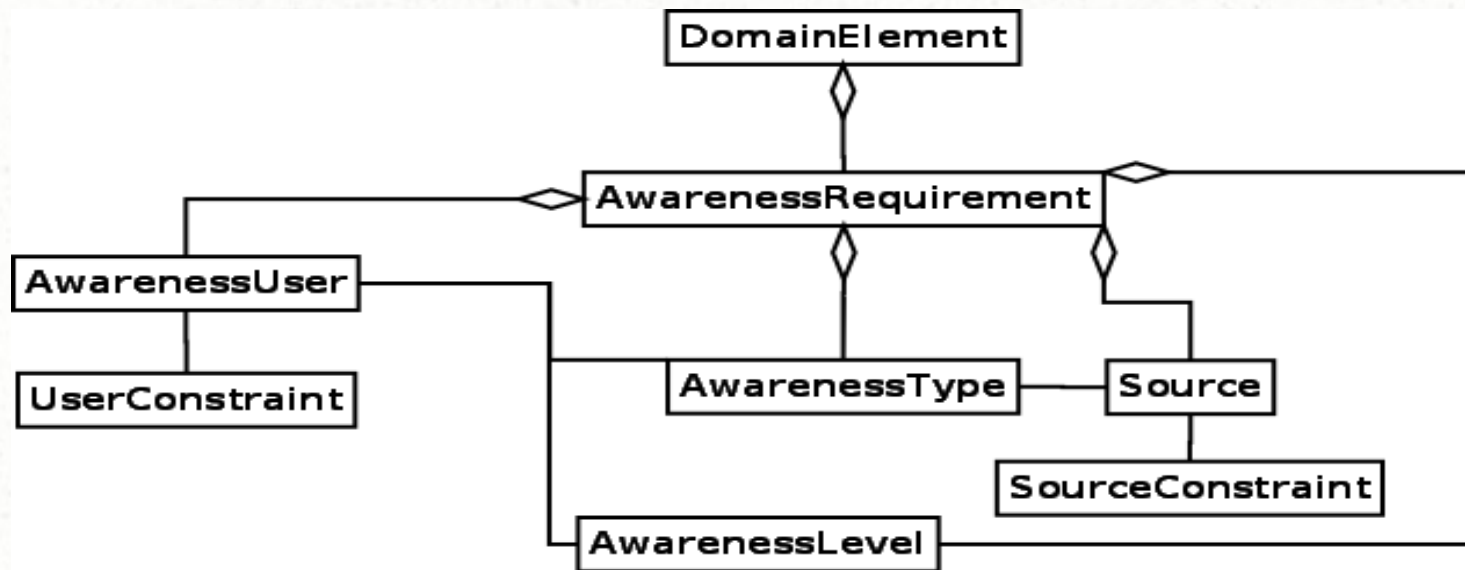 DomainElement
AwarenessRequirement
AwarenessUser
UserConstraint
AwarenessType
Source
SourceConstraint
AwarenessLevel